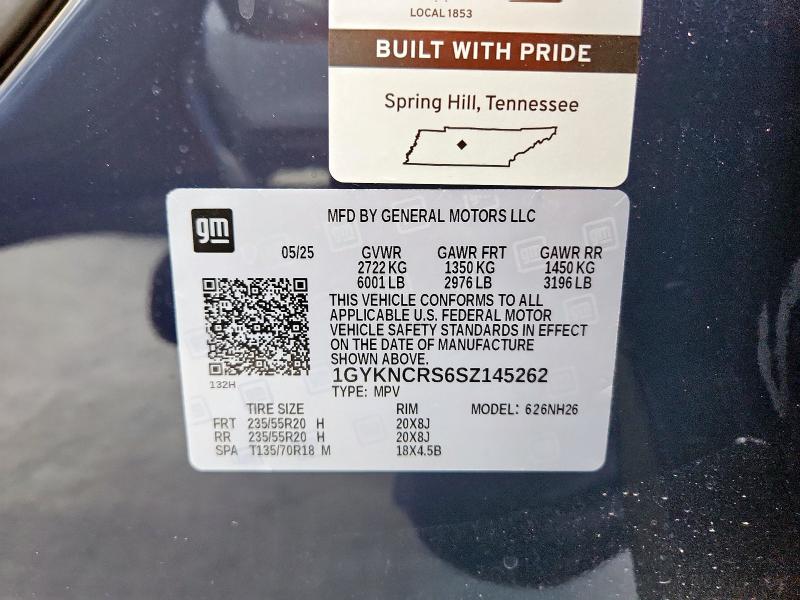 LOCAL 1853
BUILT WITH PRIDE
Spring Hill, Tennessee
gm
MFD BY GENERAL MOTORS LLC
05/25 GVWR GAWR FRT GAWR RR
2722 KG 1350 KG 1450 KG
6001 LB 2976 LB 3196 LB
THIS VEHICLE CONFORMS TO ALL
APPLICABLE U.S. FEDERAL MOTOR
VEHICLE SAFETY STANDARDS IN EFFECT
ON THE DATE OF MANUFACTURE
SHOWN ABOVE.
132H
1GYKNCRS6SZ145262
TYPE: MPV
TIRE SIZE RIM MODEL: 626NH26
FRT 235/55R20 H 20X8J
RR 235/55R20 H 20X8J
SPA T135/70R18 M 18X4.5B